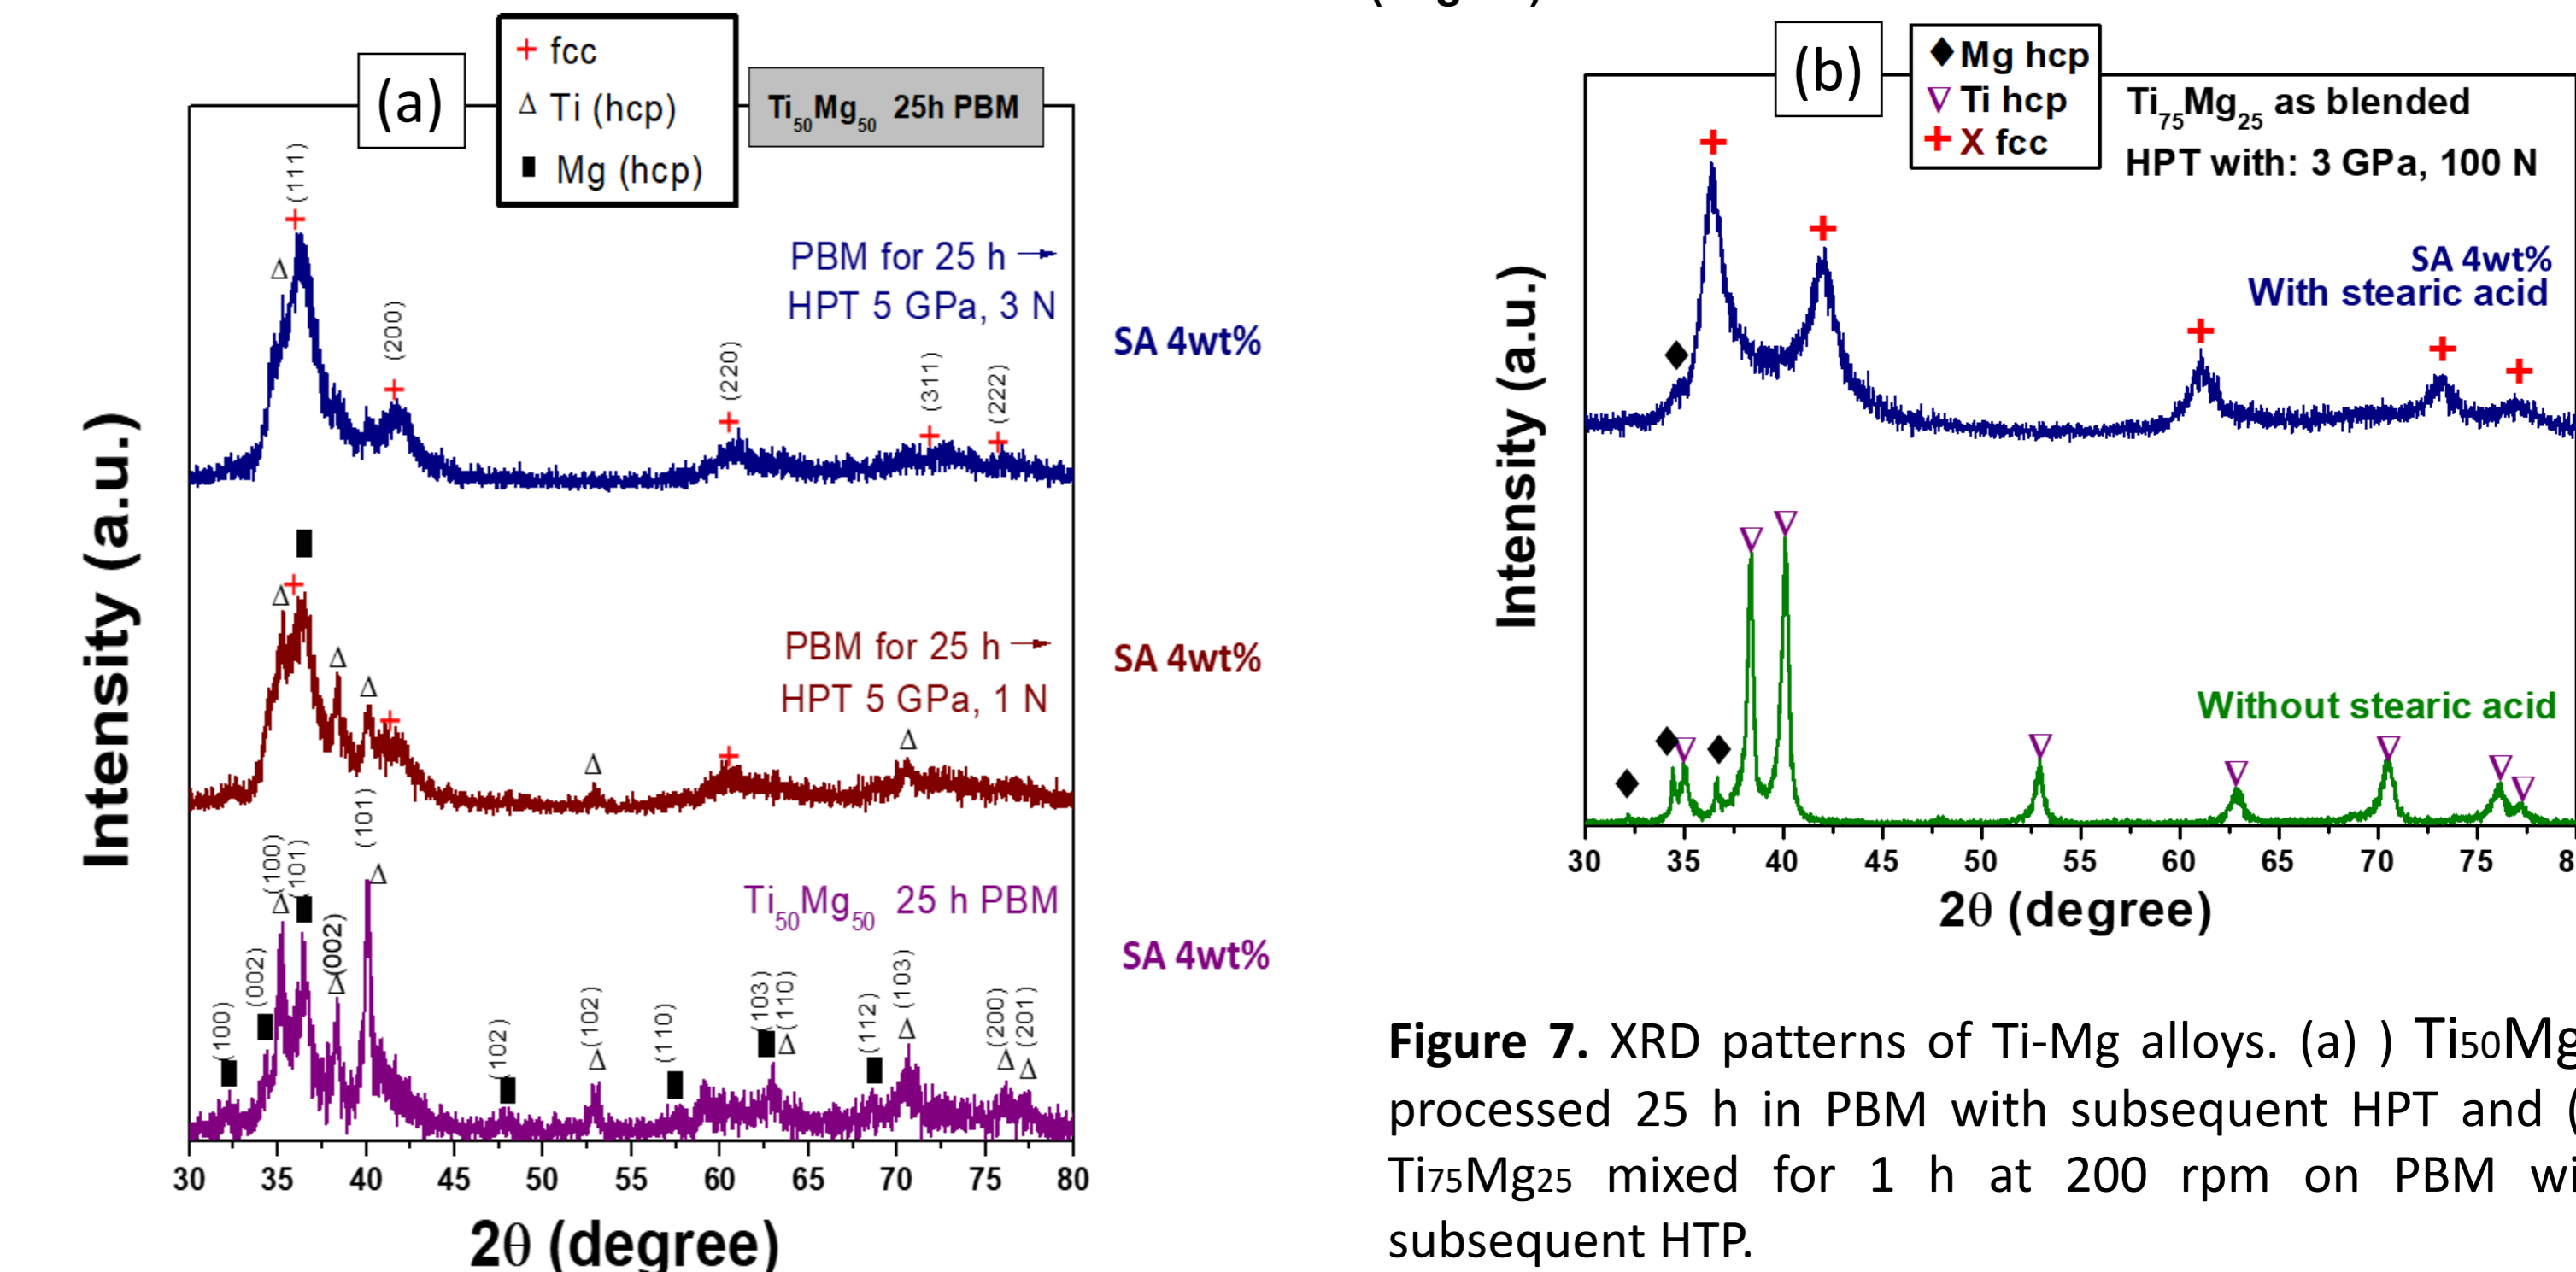 (a)
+ fcc
Δ Ti (hcp)
■ Mg (hcp)
Ti50Mg50 25h PBM
(111)
(200)
(220)
(311)
(222)
PBM for 25 h →
HPT 5 GPa, 3 N
SA 4wt%
PBM for 25 h →
HPT 5 GPa, 1 N
SA 4wt%
Ti50Mg50 25 h PBM
SA 4wt%
(100)
(002)
(100)
(101)
(002)
(101)
(102)
(102)
(110)
(103)
(110)
(112)
(103)
(200)
(201)
Intensity (a.u.)
30 35 40 45 50 55 60 65 70 75 80
2θ (degree)
(b)
♦ Mg hcp
∇ Ti hcp
+ X fcc
Ti75Mg25 as blended
HPT with: 3 GPa, 100 N
SA 4wt%
With stearic acid
Without stearic acid
Intensity (a.u.)
30 35 40 45 50 55 60 65 70 75 8
2θ (degree)
Figure 7. XRD patterns of Ti-Mg alloys. (a) ) Ti50Mg
processed 25 h in PBM with subsequent HPT and (
Ti75Mg25 mixed for 1 h at 200 rpm on PBM wi
subsequent HTP.